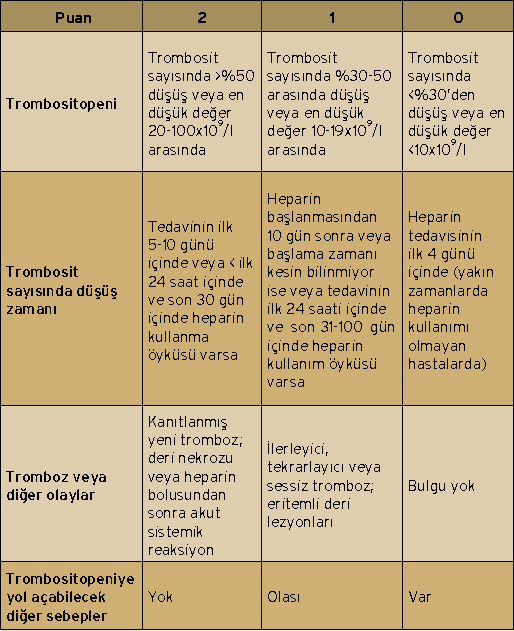 Puan
2
1
0
Trombositopeni
Trombosit
sayısında >%50
düşüş veya en
düşük değer
20-100x10⁹/l
arasında
Trombosit
sayısında %30-50
arasında düşüş
veya en düşük
değer 10-19x10⁹/l
arasında
Trombosit
sayısında
<%30'den
düşüş veya en
düşük değer
<10x10⁹/l
Trombosit
sayısında düşüş
zamanı
Tedavinin ilk
5-10 günü
içinde veya < ilk
24 saat içinde
ve son 30 gün
içinde heparin
kullanma
öyküsü varsa
Heparin
başlanmasından
10 gün sonra veya
başlama zamanı
kesin bilinmiyor
ise veya tedavinin
ilk 24 saati içinde
ve son 31-100 gün
içinde heparin
kullanım öyküsü
varsa
Heparin
tedavisinin
ilk 4 günü
içinde (yakın
zamanlarda
heparin
kullanımı
olmayan
hastalarda)
Tromboz veya
diğer olaylar
Kanıtlanmış
yeni tromboz;
deri nekrozu
veya heparin
bolusundan
sonra akut
sistemik
reaksiyon
İlerleyici,
tekrarlayıcı veya
sessiz tromboz;
eritemli deri
lezyonları
Bulgu yok
Trombositopeniye
yol açabilecek
diğer sebepler
Yok
Olası
Var